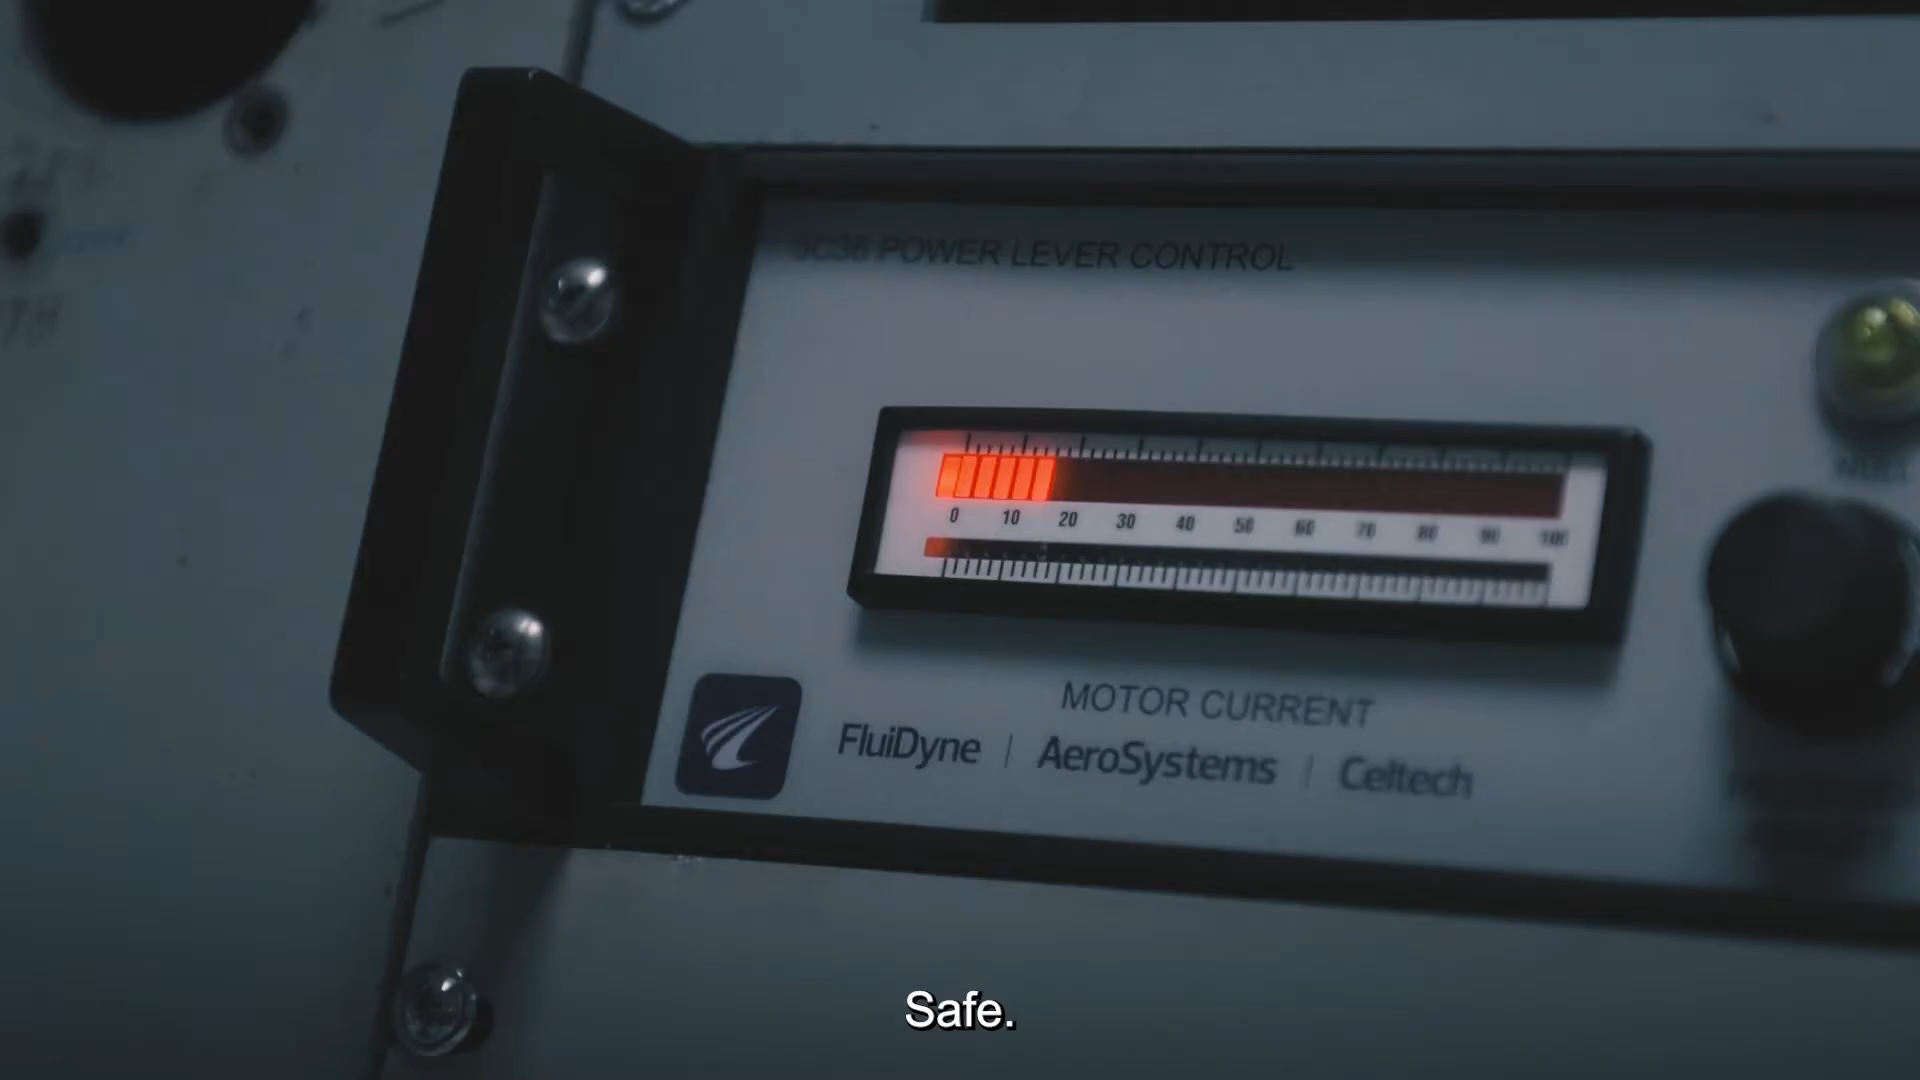 POWER LEVER CONTROL
0 10 20 30 40 50 60 70 80 90 100
MOTOR CURRENT
FluiDyne | AeroSystems | Celtech
Safe.